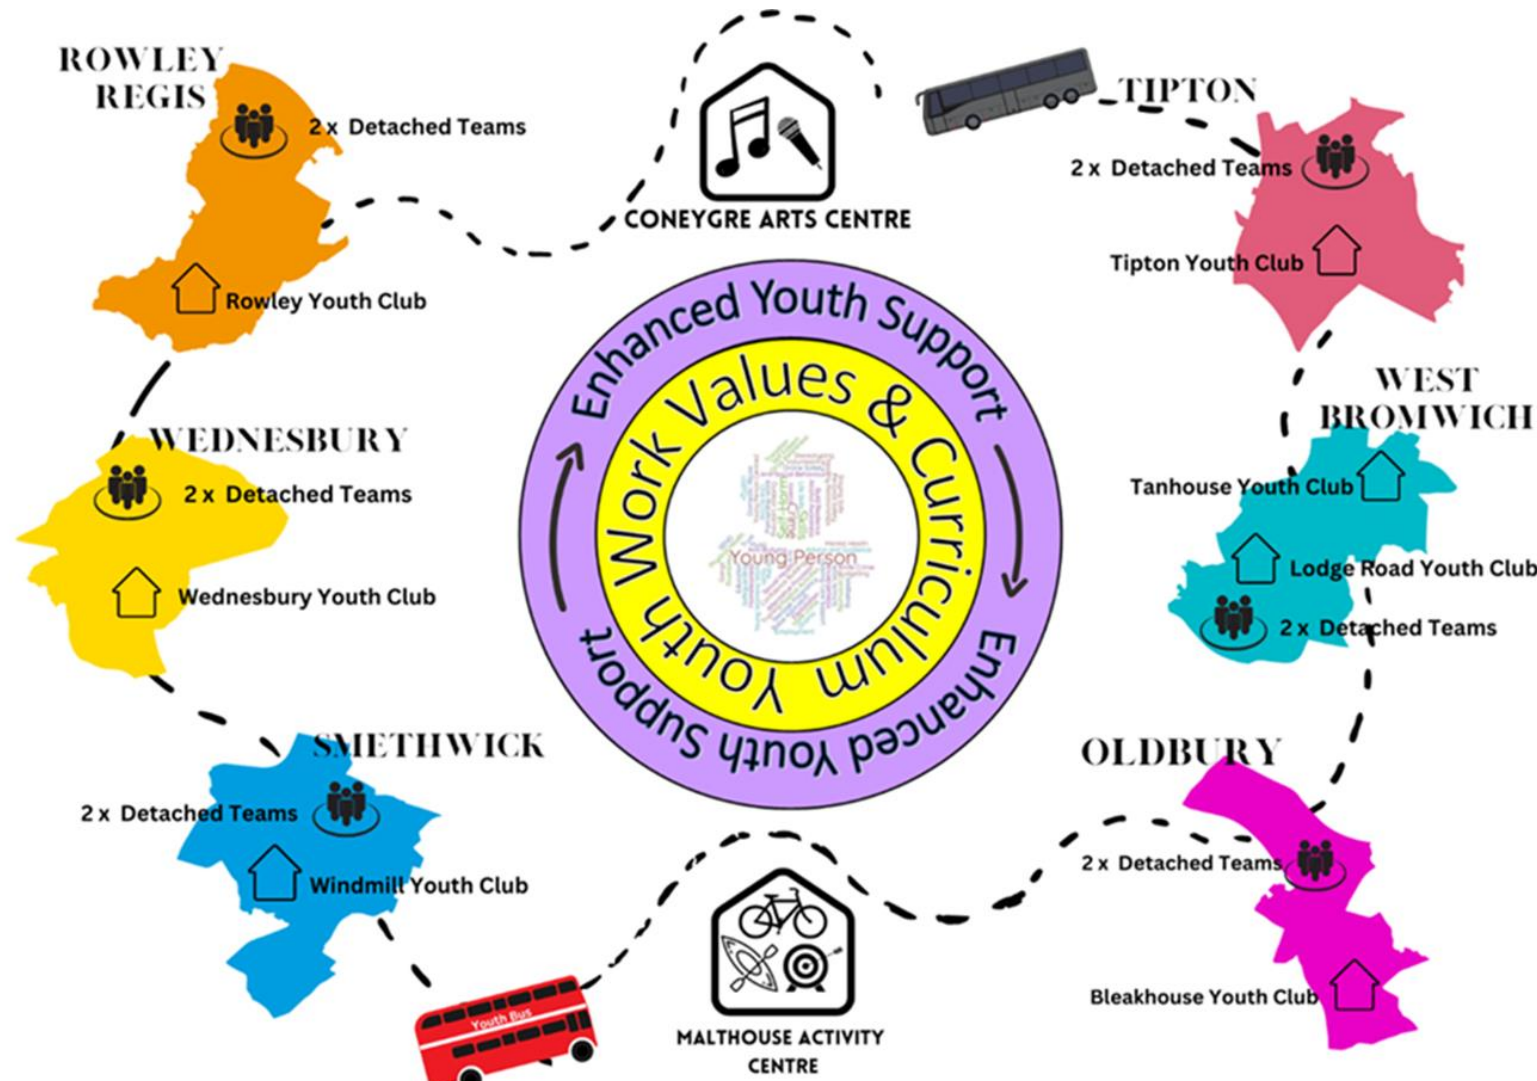 ROWLEY
REGIS
2 x Detached Teams
Rowley Youth Club
CONEYGRE ARTS CENTRE
TIPTON
2 x Detached Teams
Tipton Youth Club
WEDNESBURY
2 x Detached Teams
Wednesbury Youth Club
Enhanced Youth Support
Enhanced Youth Support
Youth Work Values & Curriculum
Young Person
WEST
BROMWICH
Tanhouse Youth Club
Lodge Road Youth Club
2 x Detached Teams
SMETHWICK
2 x Detached Teams
Windmill Youth Club
Youth Bus
MALTHOUSE ACTIVITY
CENTRE
OLDBURY
2 x Detached Teams
Bleakhouse Youth Club